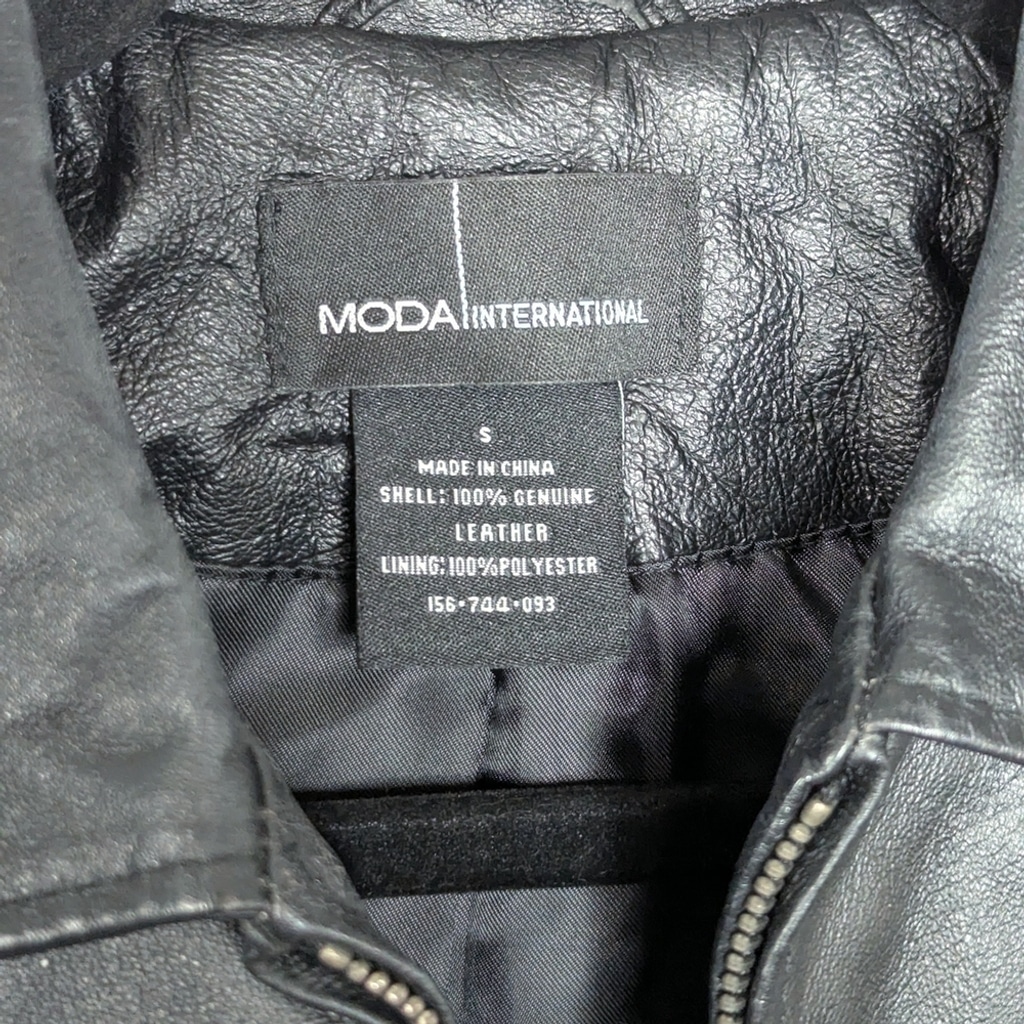 MODA INTERNATIONAL
S
MADE IN CHINA
SHELL: 100% GENUINE
LEATHER
LINING: 100% POLYESTER
156•744•093